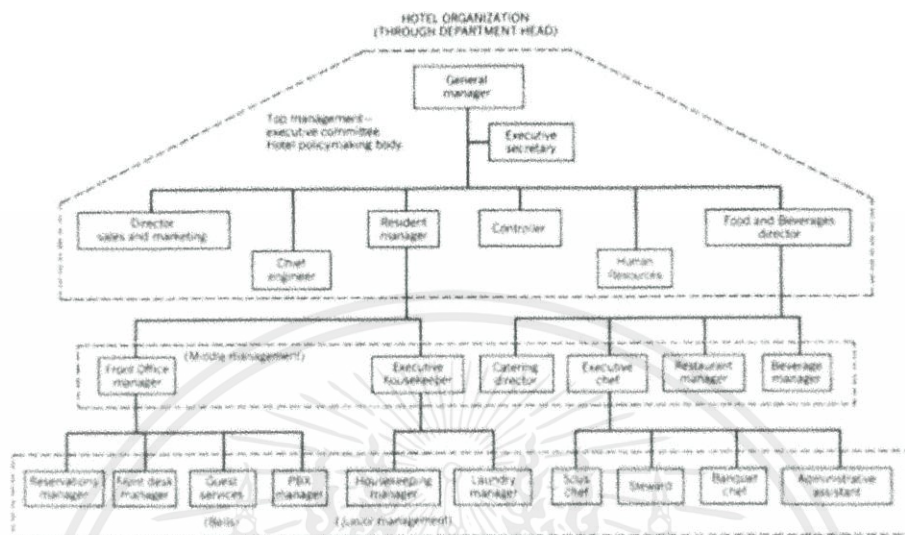 HOTEL ORGANIZATION
(THROUGH DEPARTMENT HEAD)
General
manager
Top management—
executive committee
Hotel policymaking body
Executive
secretary
Director
sales and marketing
Resident
manager
Controller
Food and Beverages
director
Chief
engineer
Human
Resources
(Middle management)
Front Office
manager
Executive
housekeeper
Catering
director
Executive
chef
Restaurant
manager
Beverage
manager
Reservations
manager
Front desk
manager
Guest
services
PBX
manager
Housekeeping
manager
Laundry
manager
Sous
chef
Steward
Banquet
chef
Administrative
assistant
(Bells)
(Junior management)